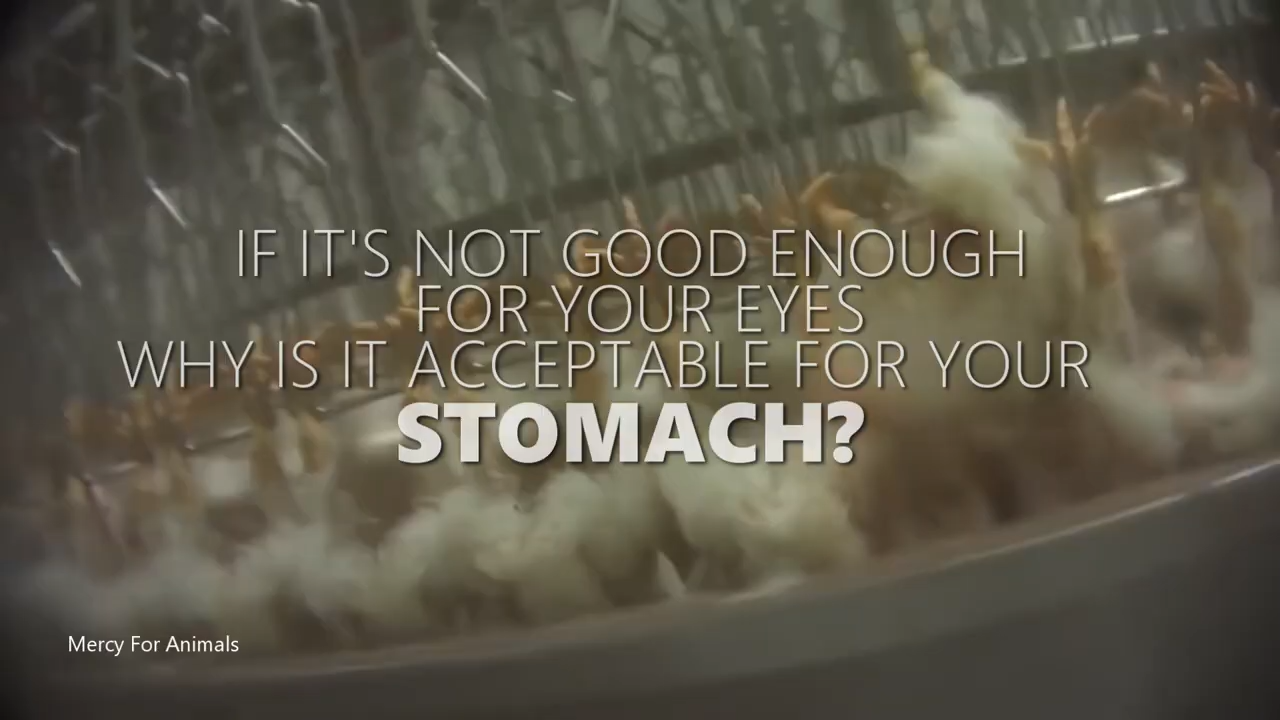 IF IT'S NOT GOOD ENOUGH
FOR YOUR EYES
WHY IS IT ACCEPTABLE FOR YOUR
STOMACH?
Mercy For Animals